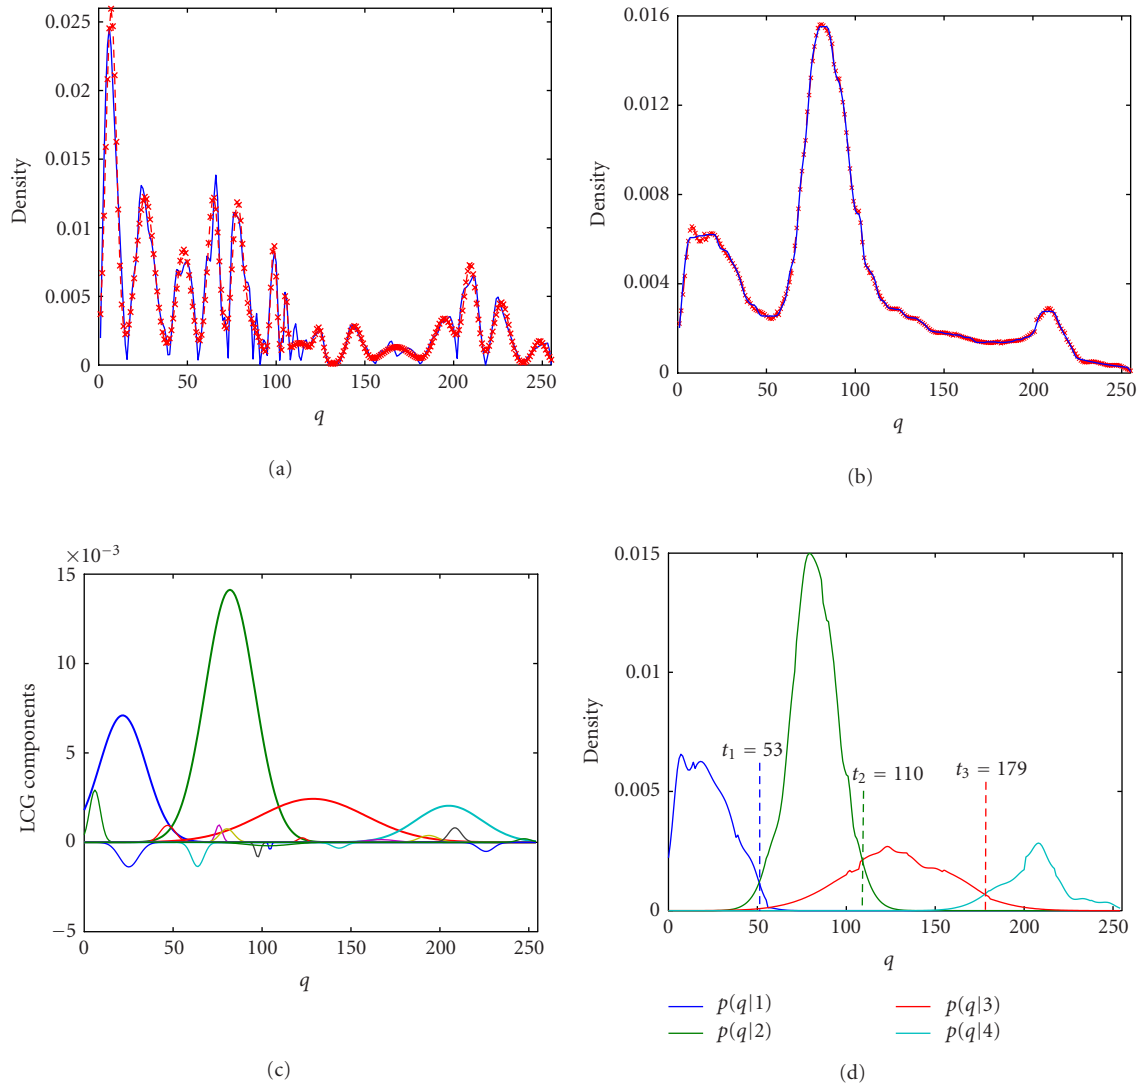 0.025
0.02
0.015
0.01
0.005
0
Density
0 50 100 150 200 250
q
(a)
0.016
0.012
0.008
0.004
0
Density
0 50 100 150 200 250
q
(b)
×10⁻³
15
10
5
0
−5
LCG components
0 50 100 150 200 250
q
(c)
0.015
0.01
0.005
0
Density
t₁ = 53
t₂ = 110
t₃ = 179
0 50 100 150 200 250
q
p(q|1) p(q|3)
p(q|2) p(q|4)
(d)